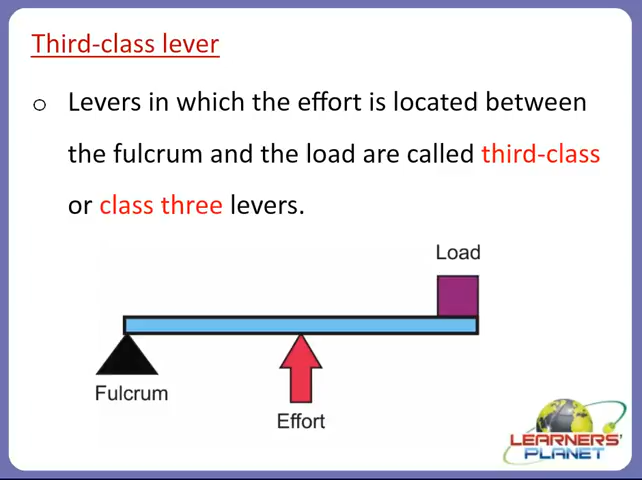 Third-class lever
o Levers in which the effort is located between
the fulcrum and the load are called third-class
or class three levers.
Load
Fulcrum
Effort
LEARNERS'
PLANET